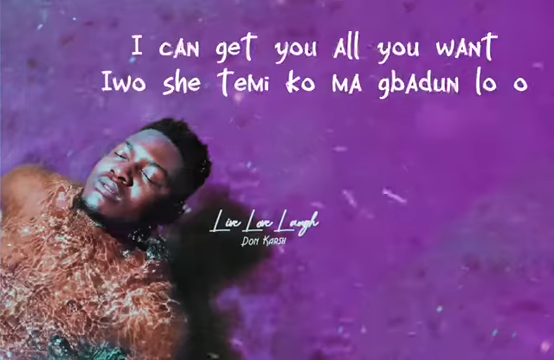 I can get you all you want
Iwo she temi ko ma gbadun lo o
Live Love Laugh
Don Karsh